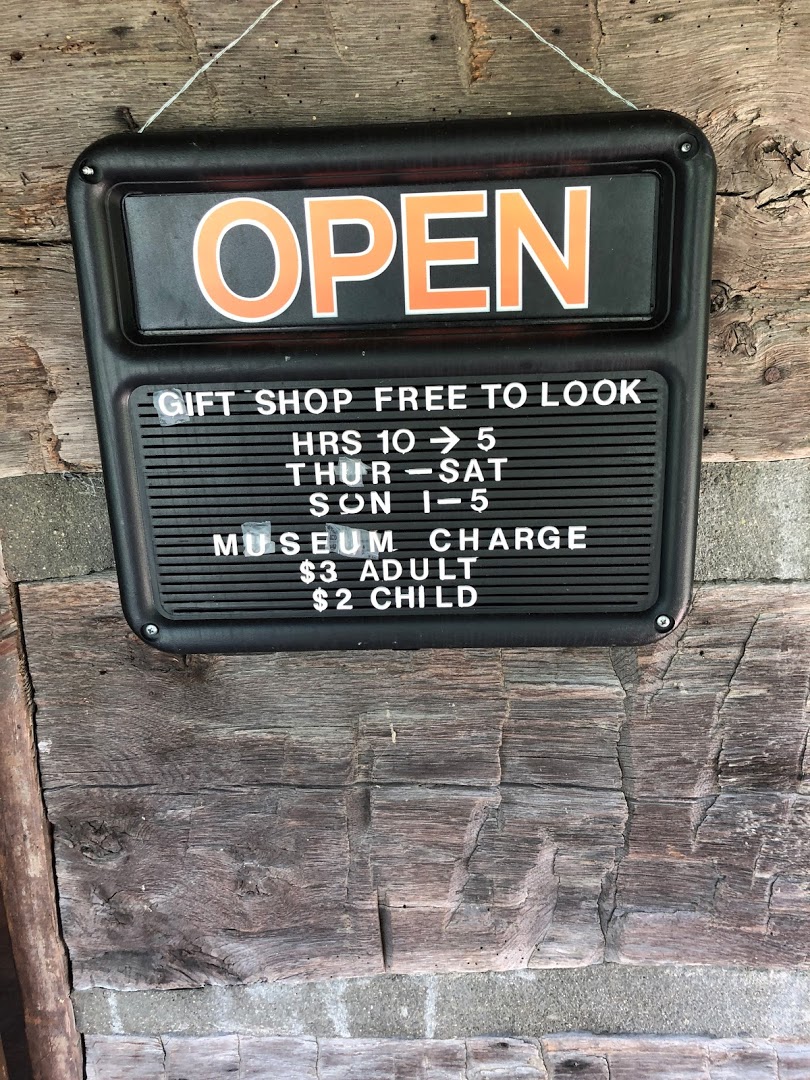 OPEN
GIFT SHOP FREE TO LOOK
HRS 10 → 5
THUR - SAT
SUN 1-5
MUSEUM CHARGE
$3 ADULT
$2 CHILD